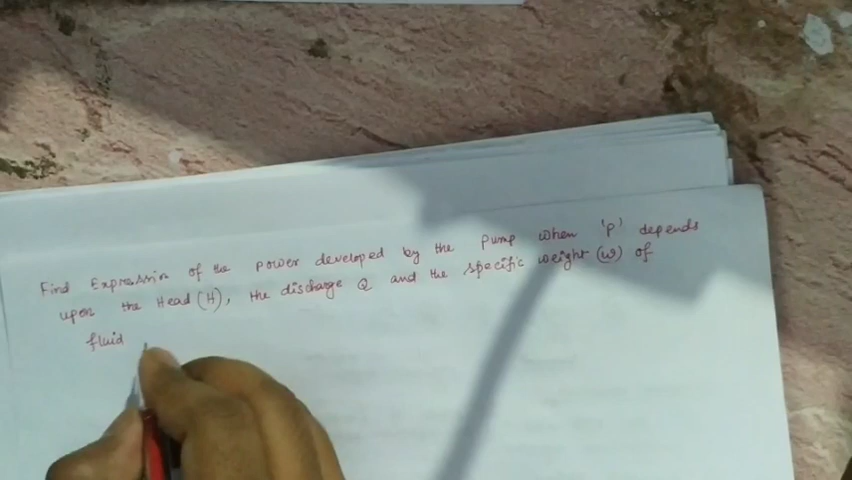 Find Expression of the power developed by the pump when 'p' depends
upon the Head (H), the discharge Q and the specific weight (w) of
fluid